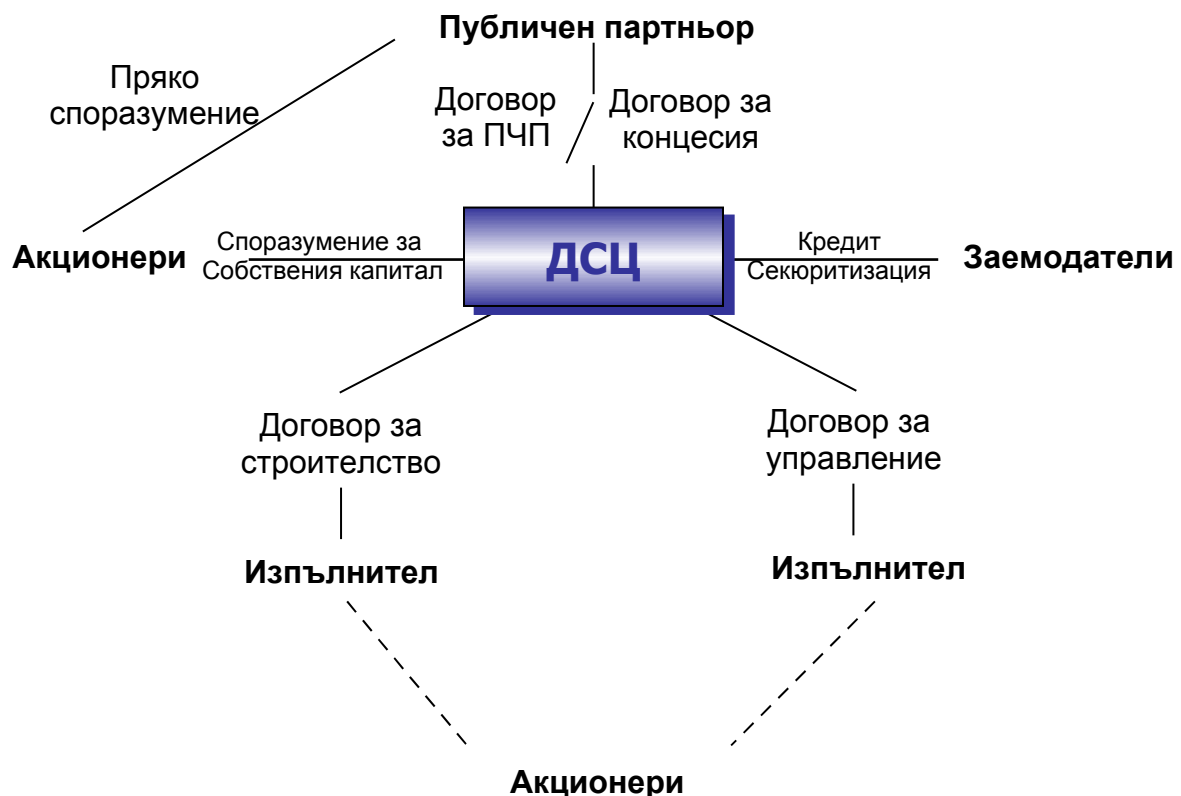 Публичен партньор
Пряко
споразумение
Договор
за ПЧП
Договор за
концесия
Акционери
Споразумение за
Собствения капитал
ДСЦ
Кредит
Секюритизация
Заемодатели
Договор за
строителство
Договор за
управление
Изпълнител
Изпълнител
Акционери